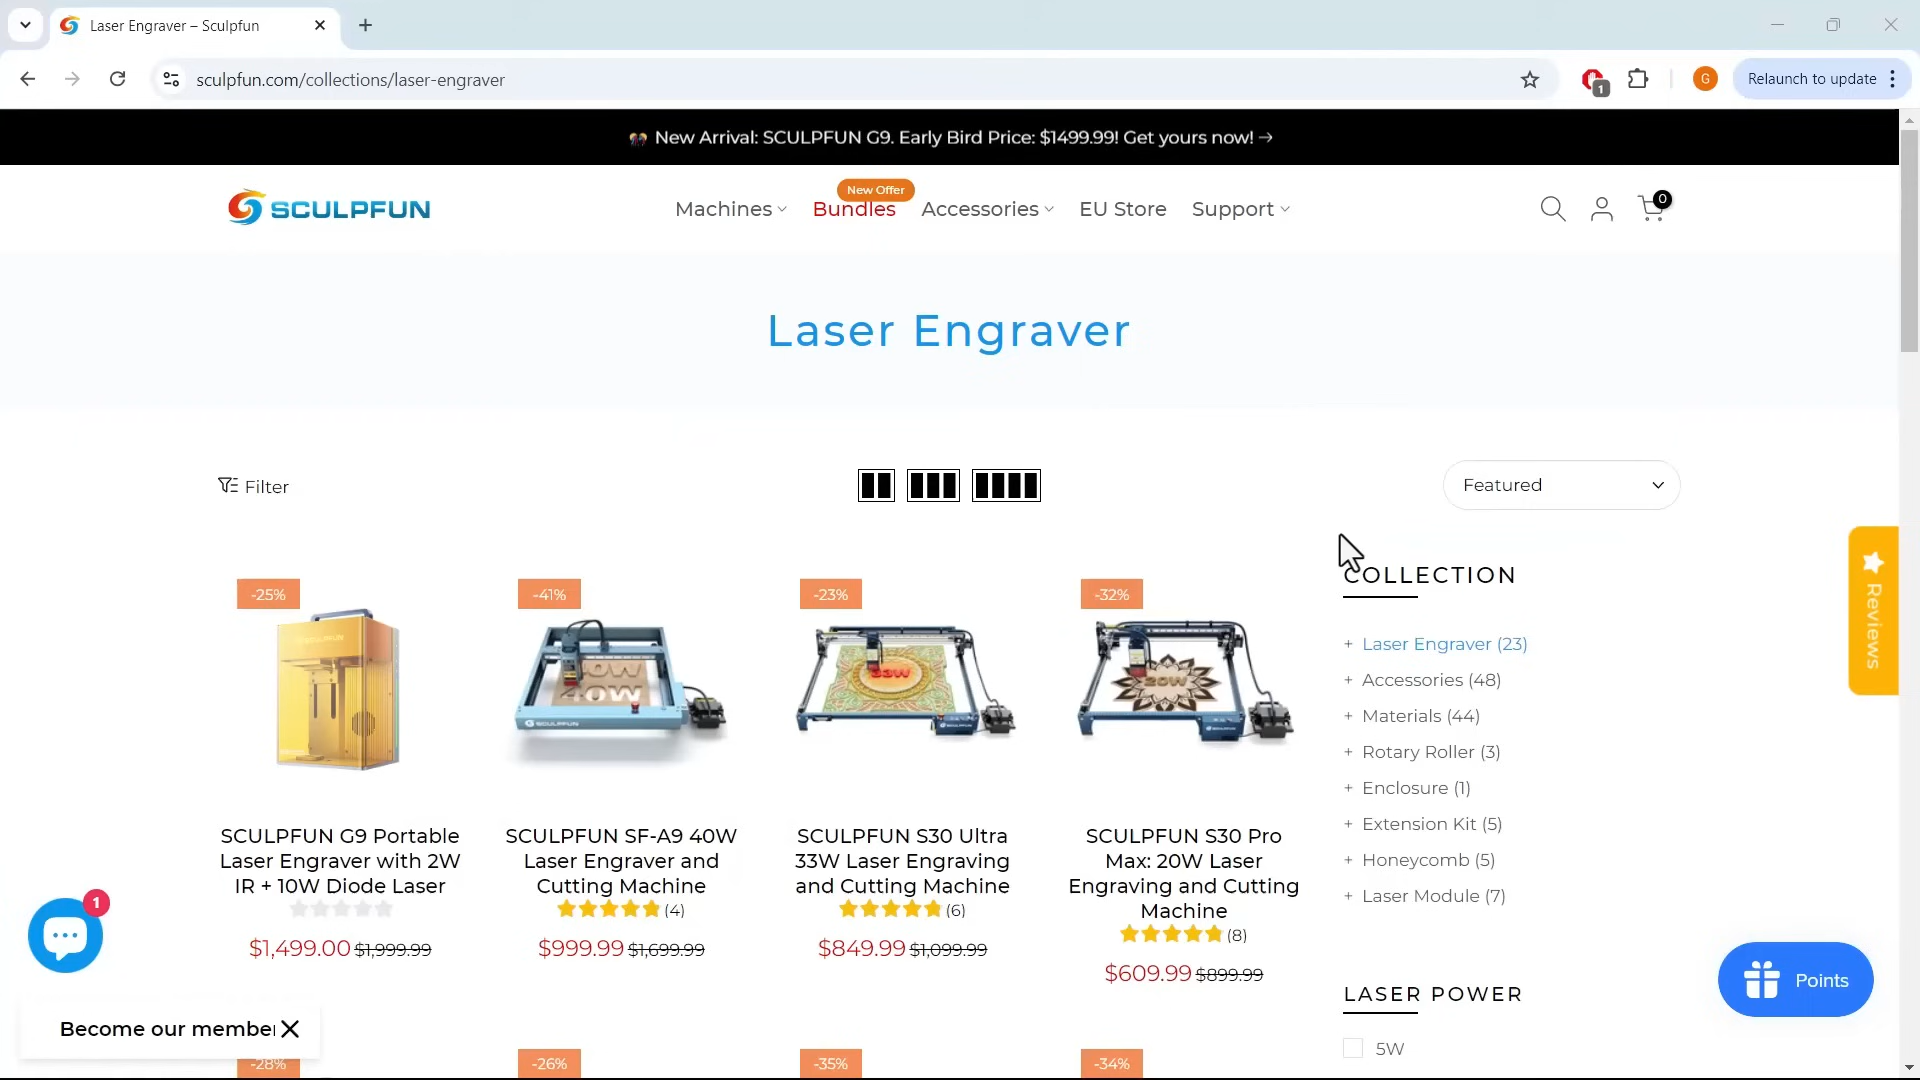 Laser Engraver – Sculpfun
sculpfun.com/collections/laser-engraver
1
G
Relaunch to update
New Arrival: SCULPFUN G9. Early Bird Price: $1499.99! Get yours now! →
SCULPFUN
Machines
New Offer
Bundles
Accessories
EU Store
Support
0
Laser Engraver
Filter
Featured
Reviews
-25%
-41%
-23%
-32%
40W
33W
20W
SCULPFUN
SCULPFUN G9 Portable
Laser Engraver with 2W
IR + 10W Diode Laser
$1,499.00 $1,999.99
SCULPFUN SF-A9 40W
Laser Engraver and
Cutting Machine
(4)
$999.99 $1,699.99
SCULPFUN S30 Ultra
33W Laser Engraving
and Cutting Machine
(6)
$849.99 $1,099.99
SCULPFUN S30 Pro
Max: 20W Laser
Engraving and Cutting
Machine
(8)
$609.99 $899.99
COLLECTION
+ Laser Engraver (23)
+ Accessories (48)
+ Materials (44)
+ Rotary Roller (3)
+ Enclosure (1)
+ Extension Kit (5)
+ Honeycomb (5)
+ Laser Module (7)
LASER POWER
5W
1
Points
Become our member
-28%
-26%
-35%
-34%